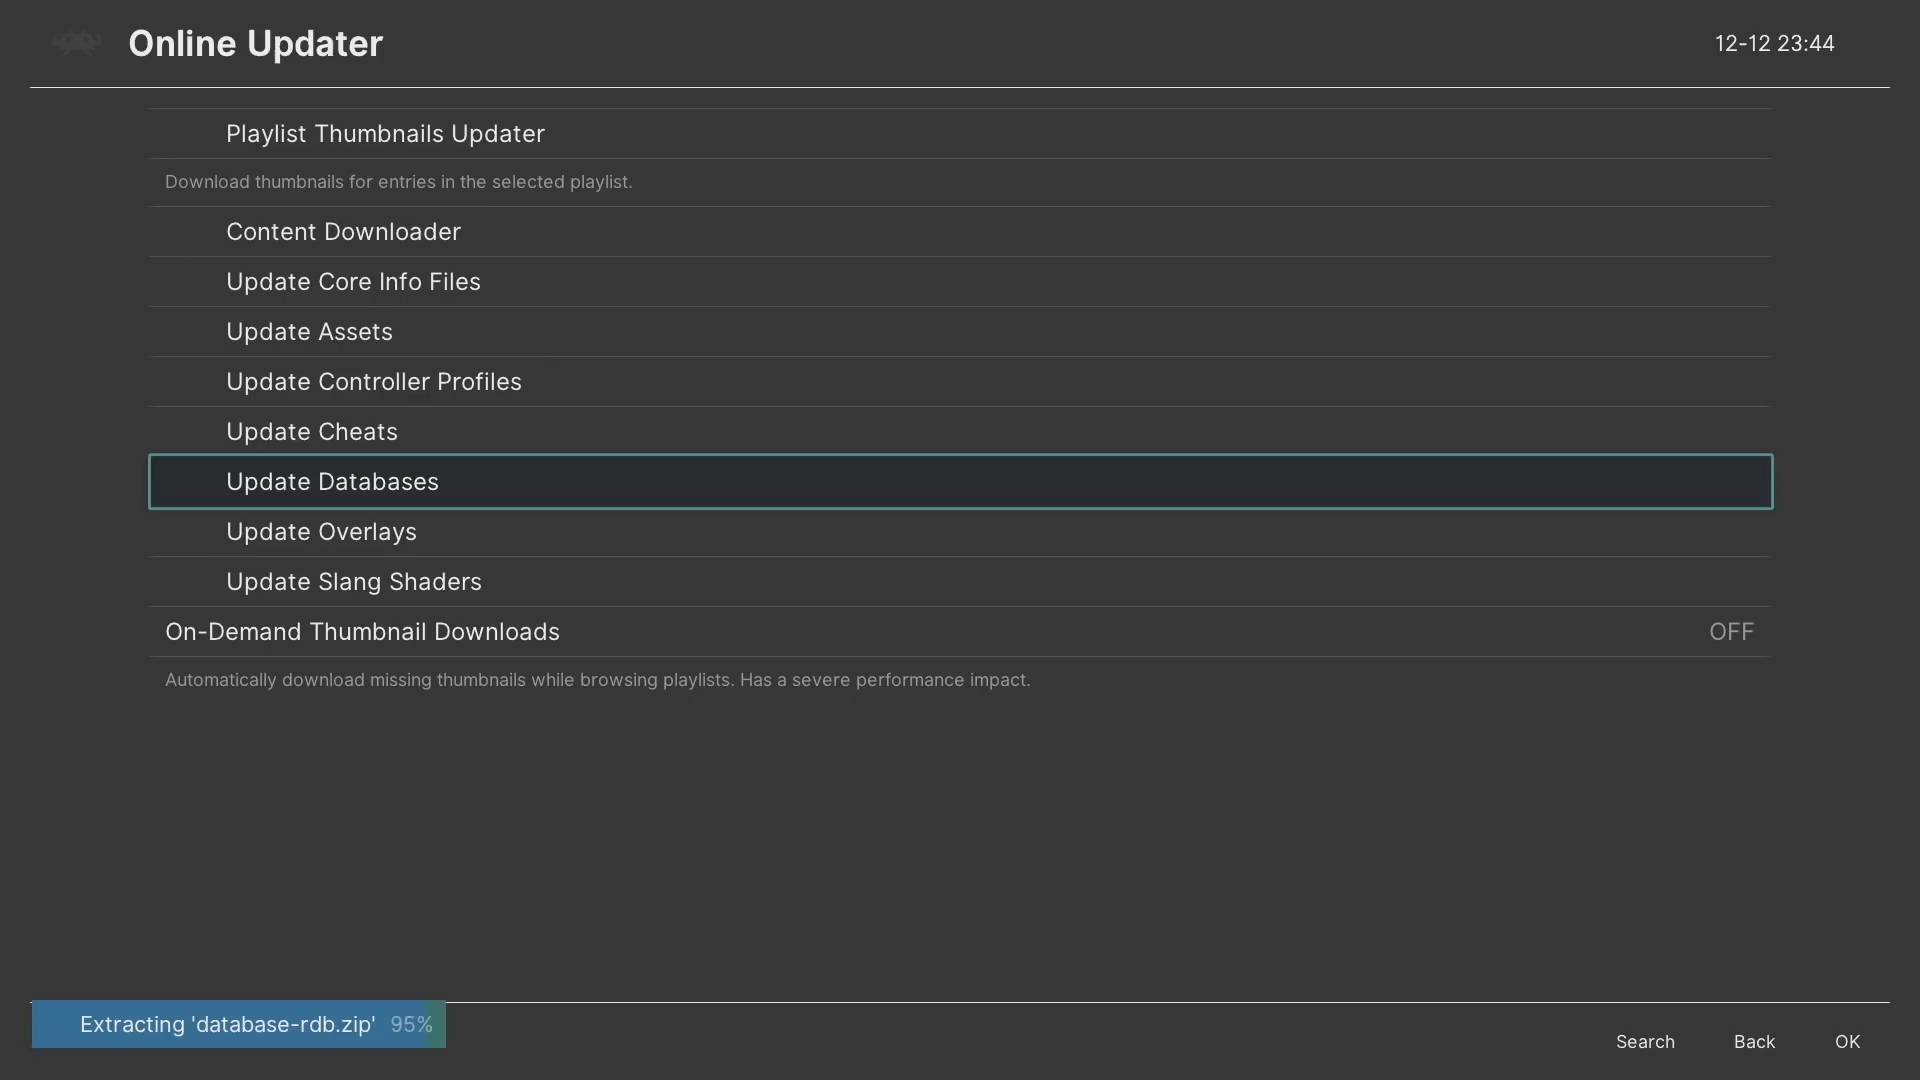 Online Updater
12-12 23:44
Playlist Thumbnails Updater
Download thumbnails for entries in the selected playlist.
Content Downloader
Update Core Info Files
Update Assets
Update Controller Profiles
Update Cheats
Update Databases
Update Overlays
Update Slang Shaders
On-Demand Thumbnail Downloads OFF
Automatically download missing thumbnails while browsing playlists. Has a severe performance impact.
Extracting 'database-rdb.zip' 95%
Search Back OK